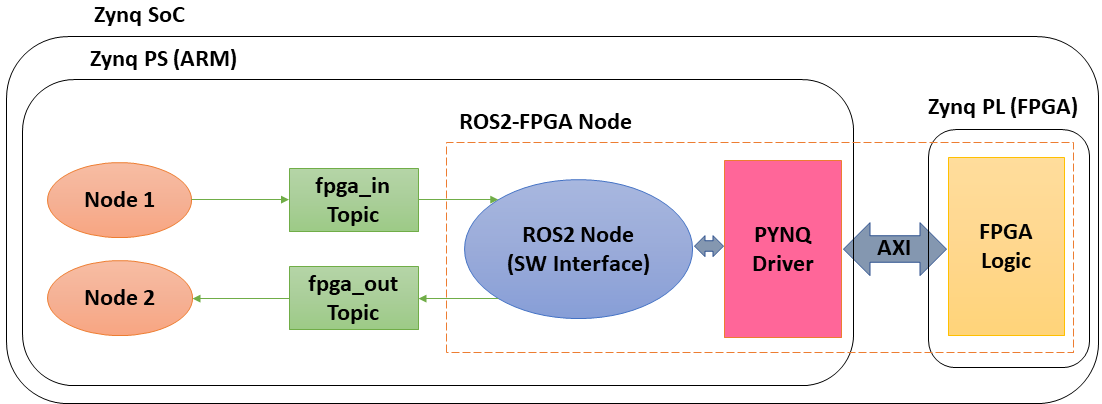 Zynq SoC
Zynq PS (ARM)
Zynq PL (FPGA)
ROS2-FPGA Node
Node 1
fpga_in
Topic
ROS2 Node
(SW Interface)
PYNQ
Driver
AXI
FPGA
Logic
Node 2
fpga_out
Topic